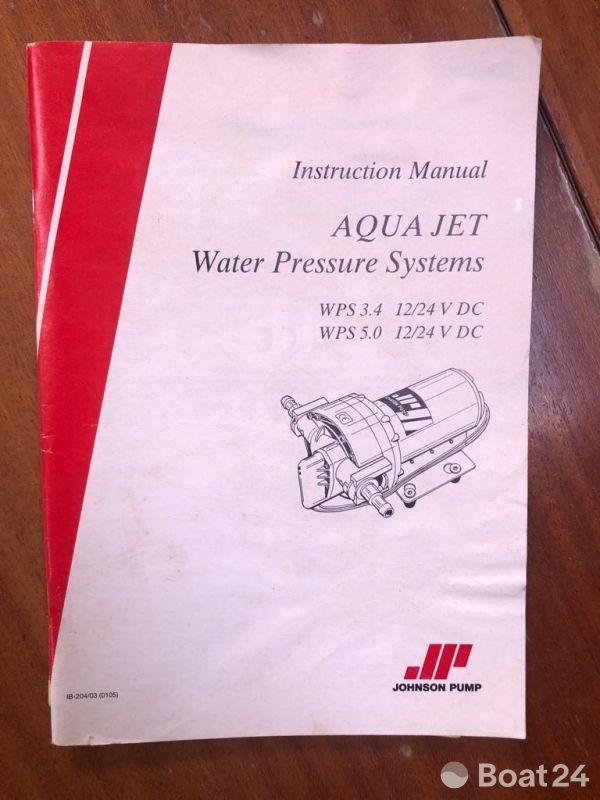 Instruction Manual
AQUA JET
Water Pressure Systems
WPS 3.4 12/24 V DC
WPS 5.0 12/24 V DC
JOHNSON PUMP
IB-204/03 (0105)
Boat24